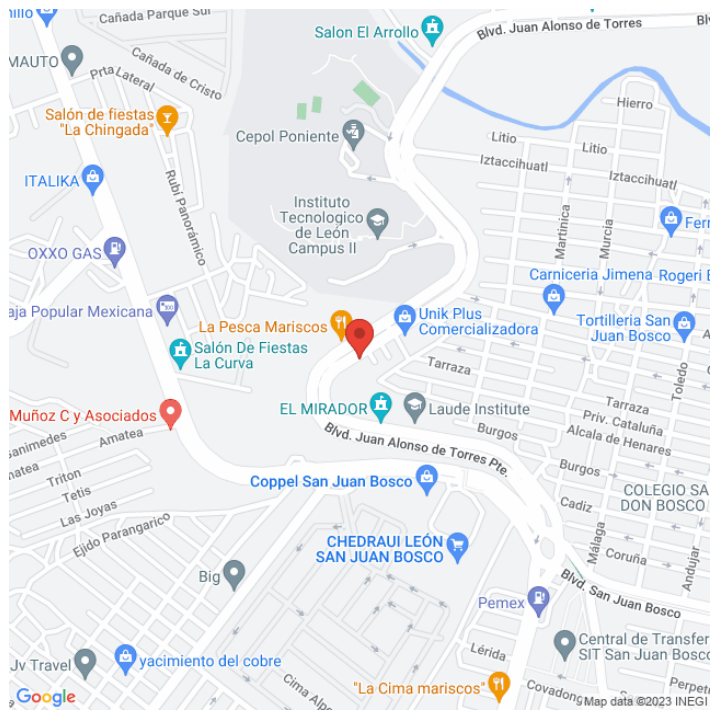 Cañada Parque Sur
Salon El Arrollo
Blvd. Juan Alonso de Torres
Cañada de Cristo
Prta Lateral
Salón de fiestas
"La Chingada"
Hierro
Litio
Litio
Cepol Poniente
Iztaccihuatl
Iztaccihuatl
ITALIKA
Rubí Panorámico
Instituto
Tecnologico
de León
Campus II
Martinica
Murcia
OXXO GAS
Carniceria Jimena
Rogeri
aja Popular Mexicana
La Pesca Mariscos
Unik Plus
Comercializadora
Tortilleria San
Juan Bosco
Salón De Fiestas
La Curva
Tarraza
Toledo
Tarraza
EL MIRADOR
Laude Institute
Priv. Cataluña
Muñoz C y Asociados
Amatea
Burgos
Alcala de Henares
Blvd. Juan Alonso de Torres Pte.
Triton
Burgos
Tetis
Coppel San Juan Bosco
Las Joyas
Cadiz
COLEGIO SA
DON BOSCO
Ejido Parangarico
CHEDRAUI LEÓN
SAN JUAN BOSCO
Málaga
Coruña
Andujar
Big
Blvd. San Juan Bosco
Pemex
Central de Transfer
SIT San Juan Bosco
Lérida
yacimiento del cobre
Jv Travel
Cima Alp
"La Cima mariscos"
Covadon
Perpet
Google
Map data ©2023 INEGI